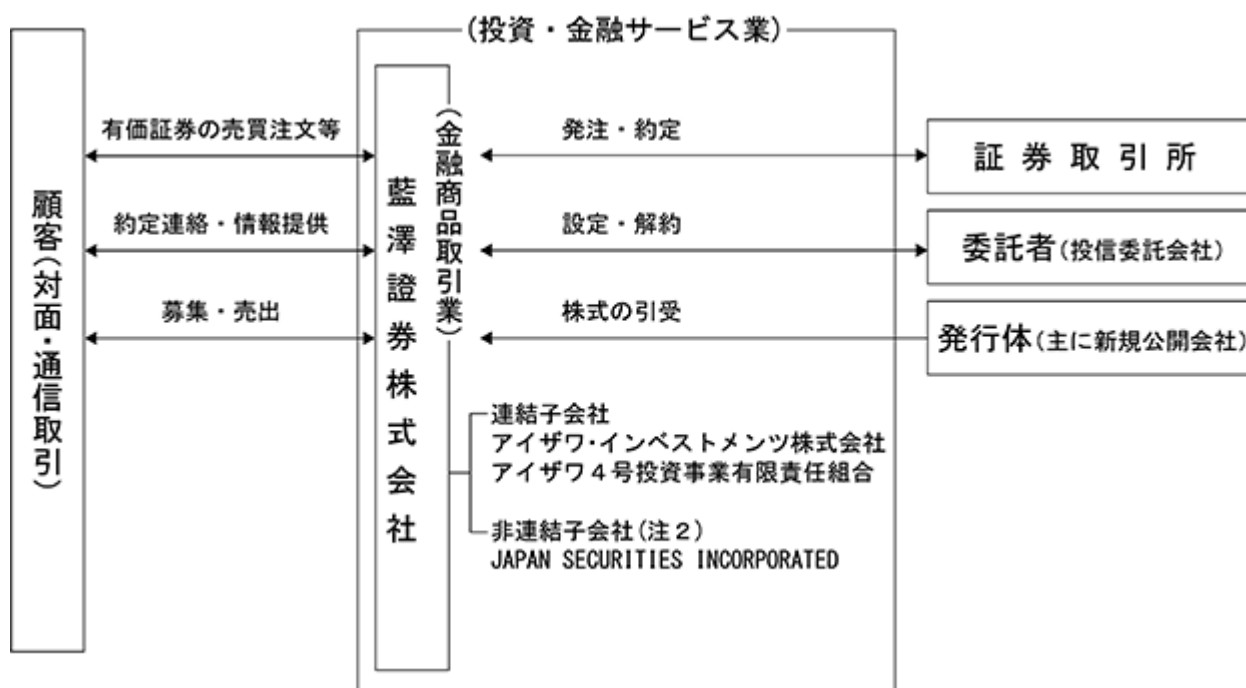 (投資・金融サービス業)
顧客(対面・通信取引)
有価証券の売買注文等
約定連絡・情報提供
募集・売出
藍澤證券株式会社
(金融商品取引業)
発注・約定
設定・解約
株式の引受
証券取引所
委託者(投信委託会社)
発行体(主に新規公開会社)
連結子会社
アイザワ・インベストメンツ株式会社
アイザワ4号投資事業有限責任組合
非連結子会社(注2)
JAPAN SECURITIES INCORPORATED